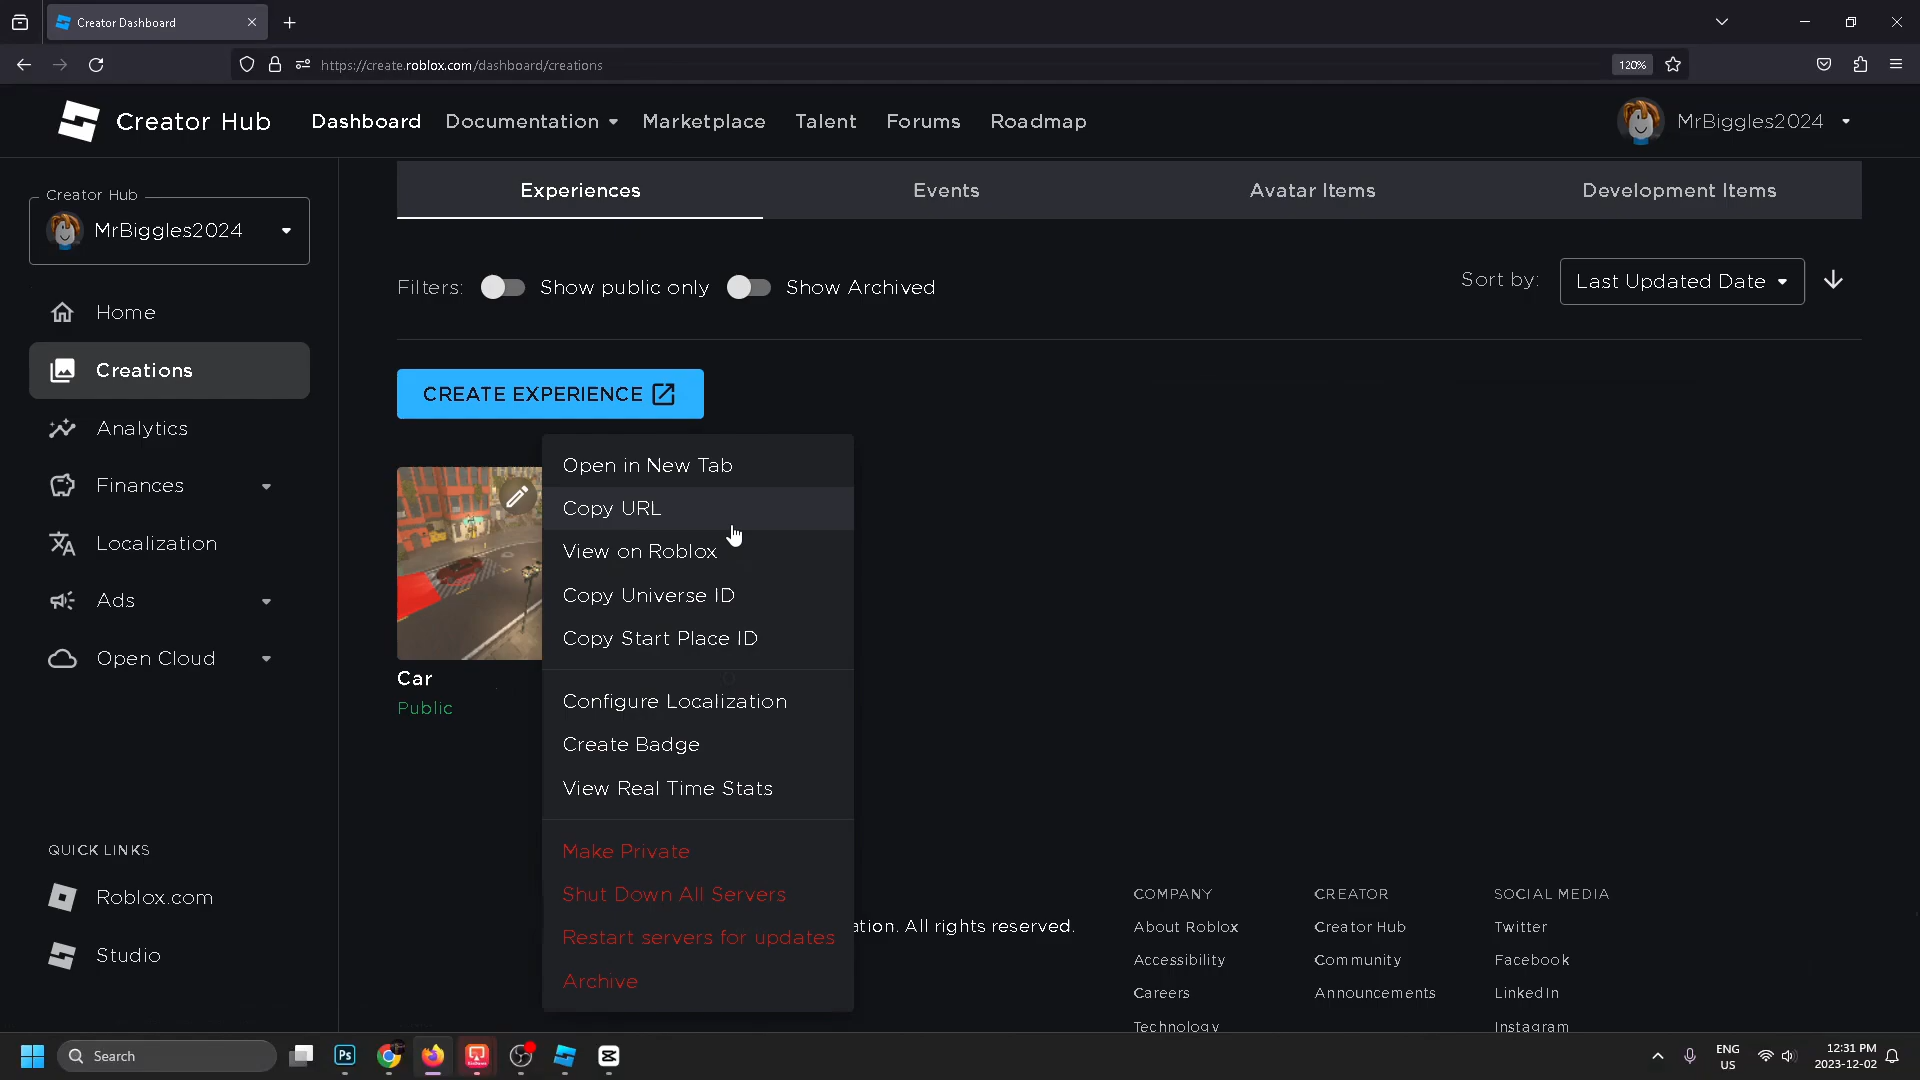 Creator Dashboard
https://create.roblox.com/dashboard/creations
120%
Creator Hub
Dashboard
Documentation
Marketplace
Talent
Forums
Roadmap
MrBiggles2024
Creator Hub
MrBiggles2024
Home
Creations
Analytics
Finances
Localization
Ads
Open Cloud
QUICK LINKS
Roblox.com
Studio
Experiences
Events
Avatar Items
Development Items
Filters:
Show public only
Show Archived
Sort by:
Last Updated Date
CREATE EXPERIENCE
Car
Public
Open in New Tab
Copy URL
View on Roblox
Copy Universe ID
Copy Start Place ID
Configure Localization
Create Badge
View Real Time Stats
Make Private
Shut Down All Servers
Restart servers for updates
Archive
All rights reserved.
COMPANY
About Roblox
Accessibility
Careers
Technology
CREATOR
Creator Hub
Community
Announcements
SOCIAL MEDIA
Twitter
Facebook
LinkedIn
Instagram
Search
Ps
ENG
US
12:31 PM
2023-12-02